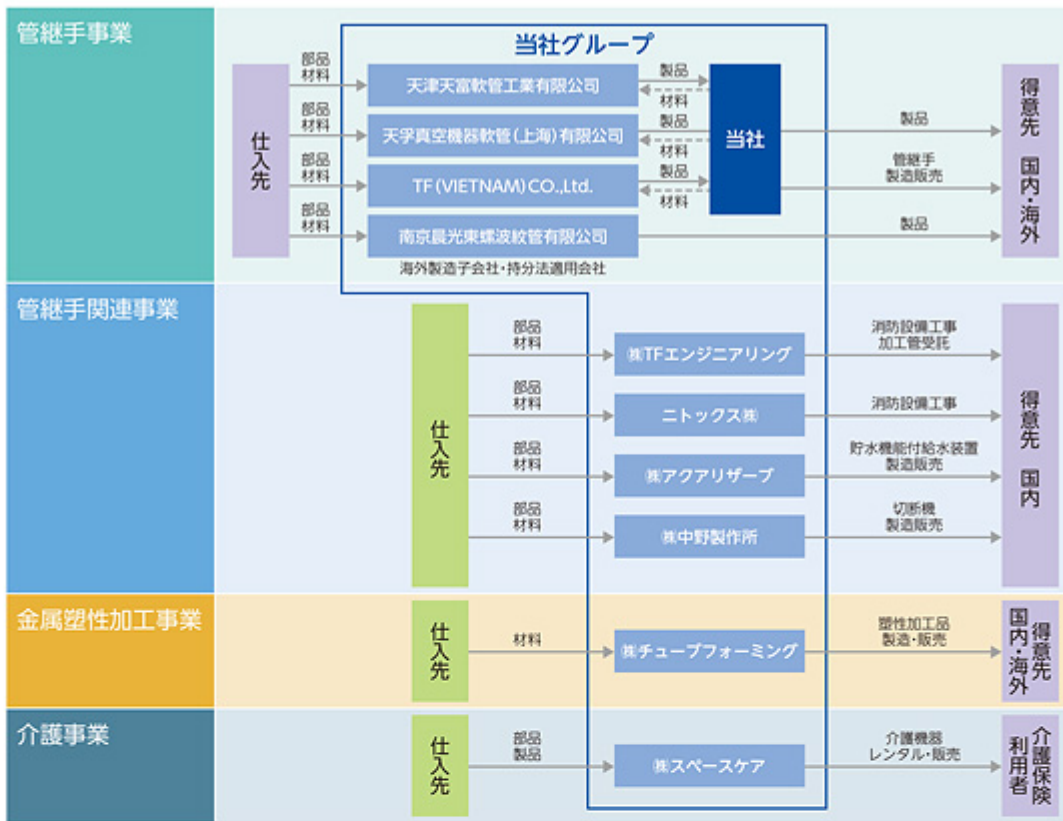 管継手事業
当社グループ
仕入先
部品
材料
天津天富軟管工業有限公司
製品
材料
部品
材料
天孚真空機器軟管(上海)有限公司
製品
材料
部品
材料
TF(VIETNAM)CO.,Ltd.
製品
材料
部品
材料
南京晨光東螺波紋管有限公司
海外製造子会社・持分法適用会社
当社
製品
管継手
製造販売
製品
得意先 国内・海外
管継手関連事業
仕入先
部品
材料
㈱TFエンジニアリング
消防設備工事
加工管受託
部品
材料
ニトックス㈱
消防設備工事
部品
材料
㈱アクアリザーブ
貯水機能付給水装置
製造販売
部品
材料
㈱中野製作所
切断機
製造販売
得意先 国内
金属塑性加工事業
仕入先
材料
㈱チューブフォーミング
塑性加工品
製造・販売
得意先
国内・海外
介護事業
仕入先
部品
製品
㈱スペースケア
介護機器
レンタル・販売
介護保険
利用者